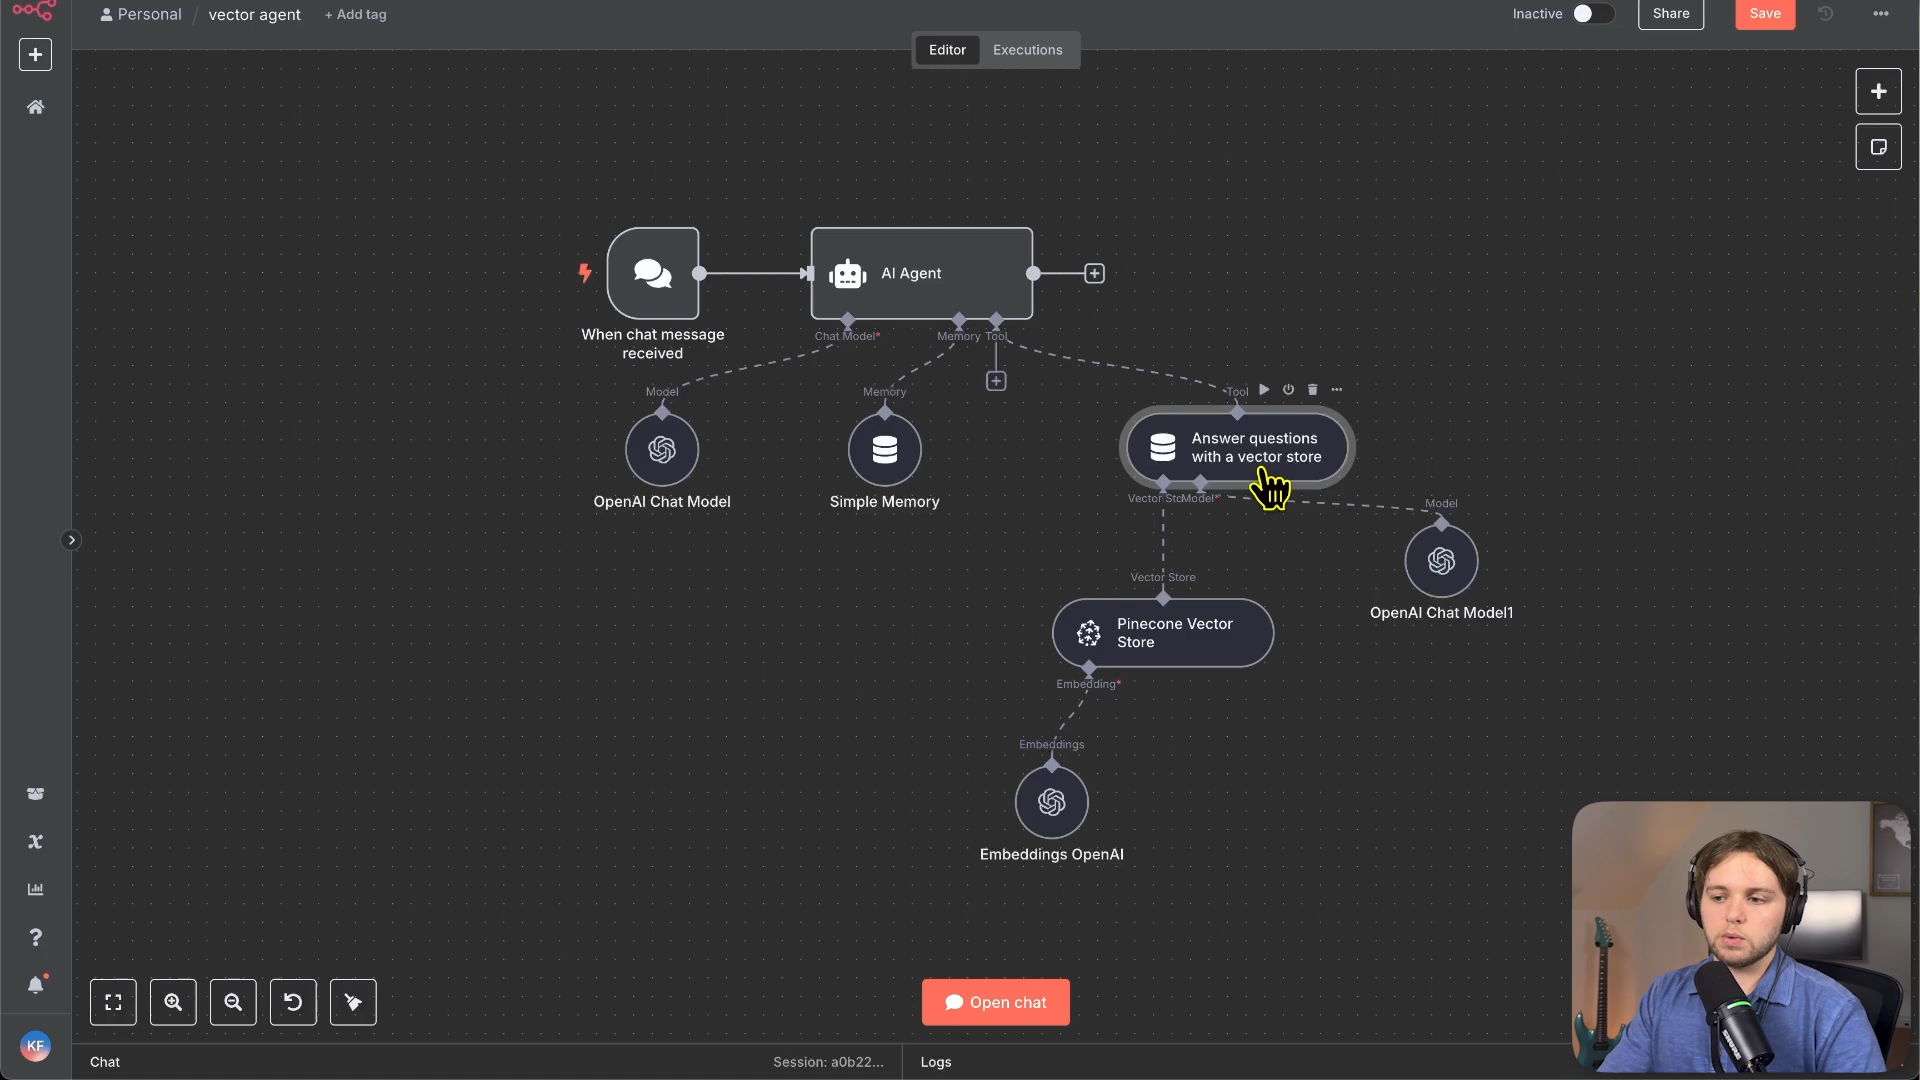 Personal / vector agent + Add tag
Inactive
Share
Save
Editor
Executions
AI Agent
When chat message
received
Chat Model*
Memory
Tool
Model
Memory
Tool
Answer questions
with a vector store
OpenAI Chat Model
Simple Memory
Vector Sto
Model*
Model
OpenAI Chat Model1
Vector Store
Pinecone Vector
Store
Embedding*
Embeddings
Embeddings OpenAI
Open chat
KF
Chat
Session: a0b22...
Logs